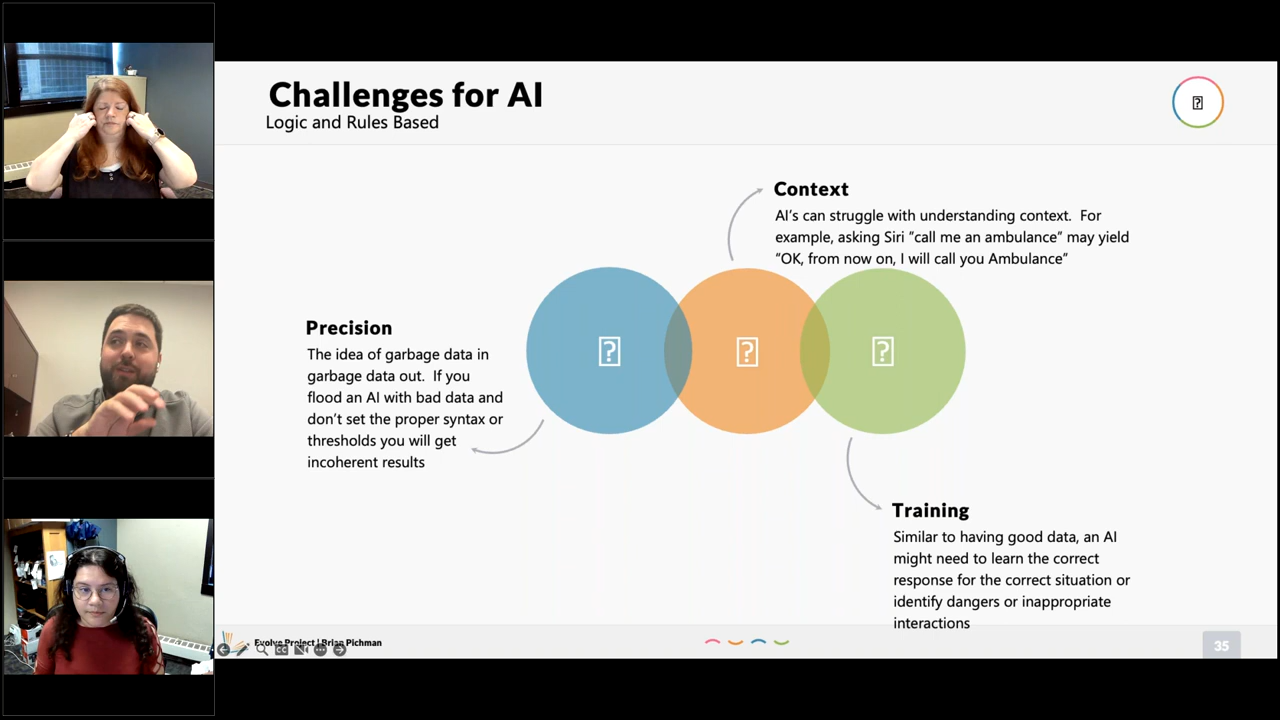 Challenges for AI
Logic and Rules Based
Context
AI's can struggle with understanding context. For
example, asking Siri "call me an ambulance" may yield
"OK, from now on, I will call you Ambulance"
Precision
The idea of garbage data in
garbage data out. If you
flood an AI with bad data and
don't set the proper syntax or
thresholds you will get
incoherent results
Training
Similar to having good data, an AI
might need to learn the correct
response for the correct situation or
identify dangers or inappropriate
interactions
Evolve Project | Brian Pichman
35